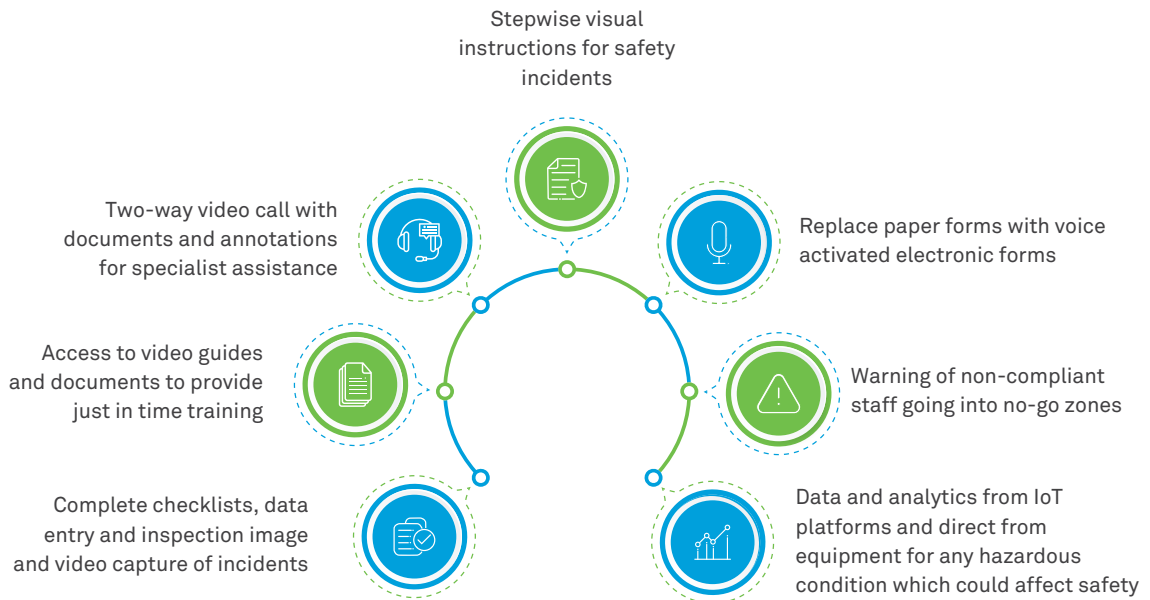 Stepwise visual
instructions for safety
incidents
Two-way video call with
documents and annotations
for specialist assistance
Replace paper forms with voice
activated electronic forms
Access to video guides
and documents to provide
just in time training
Warning of non-compliant
staff going into no-go zones
Complete checklists, data
entry and inspection image
and video capture of incidents
Data and analytics from IoT
platforms and direct from
equipment for any hazardous
condition which could affect safety